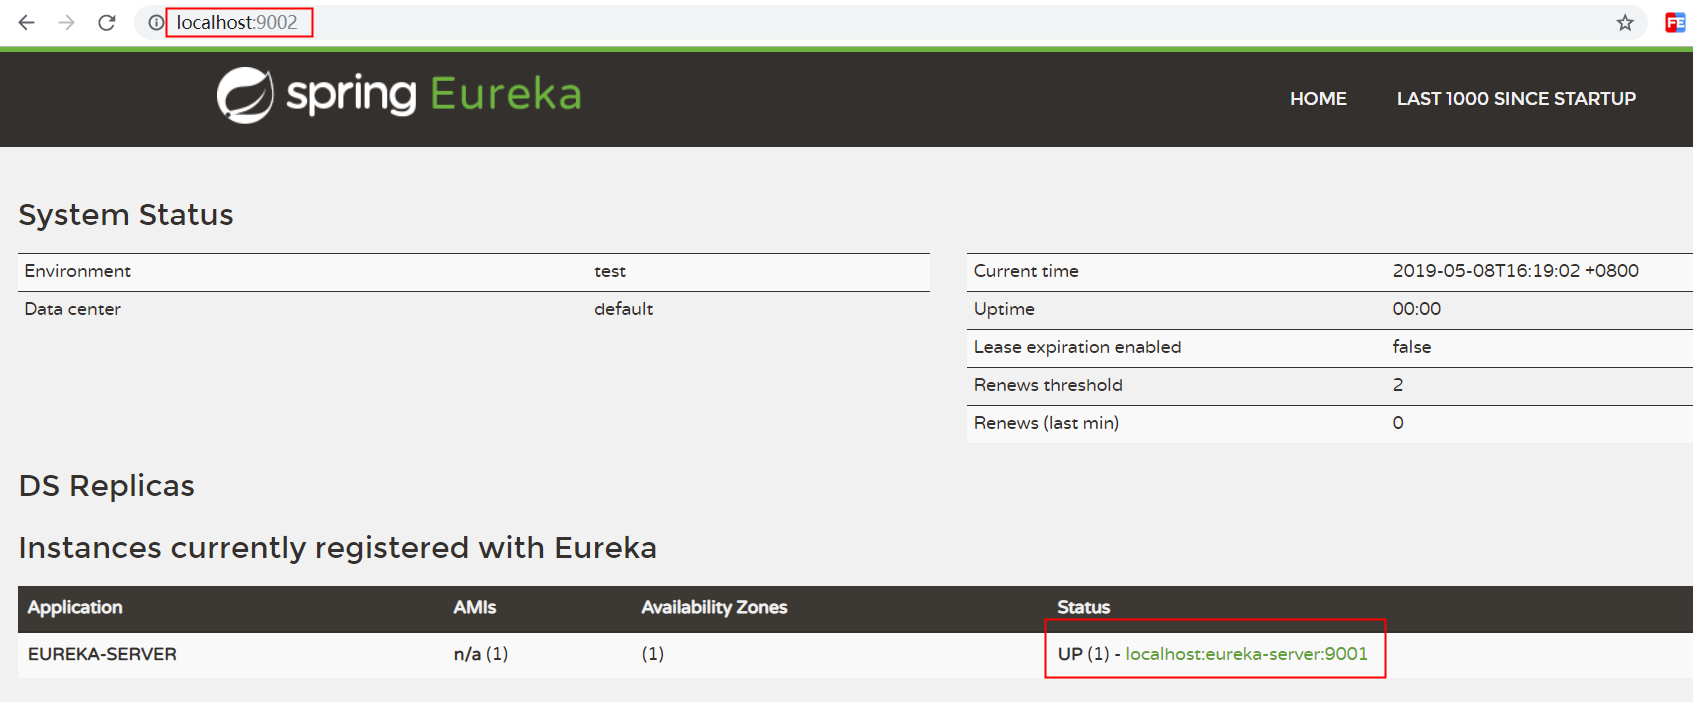 localhost:9002
FE
spring Eureka
HOME LAST 1000 SINCE STARTUP
System Status
Environment test
Data center default
Current time 2019-05-08T16:19:02 +0800
Uptime 00:00
Lease expiration enabled false
Renews threshold 2
Renews (last min) 0
DS Replicas
Instances currently registered with Eureka
Application AMIs Availability Zones Status
EUREKA-SERVER n/a (1) (1) UP (1) - localhost:eureka-server:9001